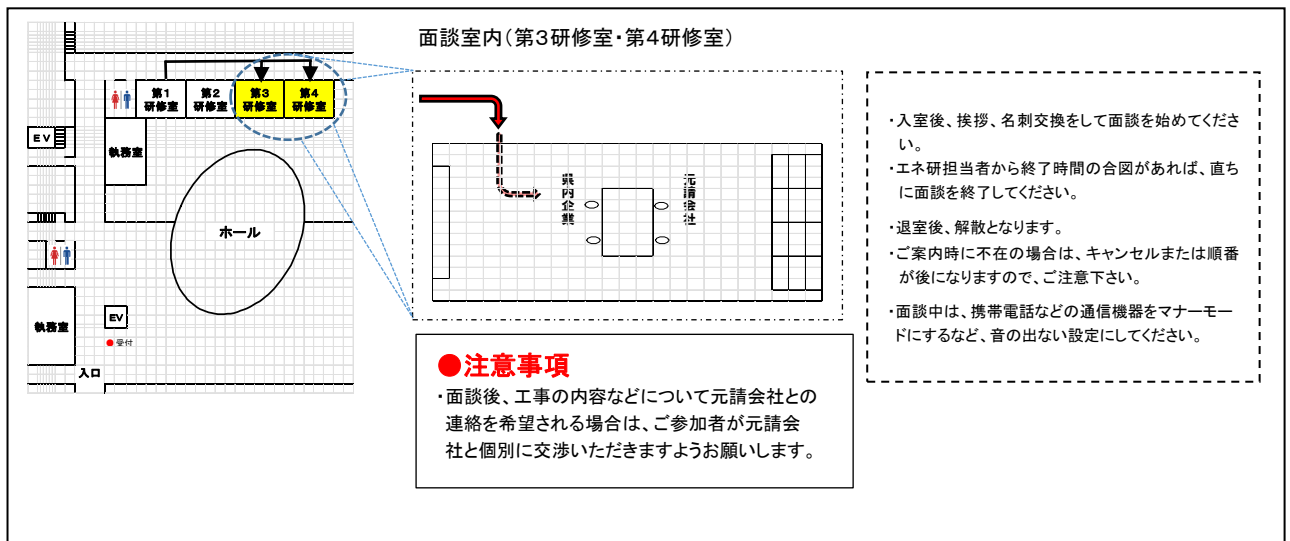 面談室内(第3研修室・第4研修室)
第1
研修室
第2
研修室
第3
研修室
第4
研修室
EV
執務室
ホール
執務室
EV
●受付
入口
県内企業
元請会社
・入室後、挨拶、名刺交換をして面談を始めてくださ
い。
・エネ研担当者から終了時間の合図があれば、直ち
に面談を終了してください。
・退室後、解散となります。
・ご案内時に不在の場合は、キャンセルまたは順番
が後になりますので、ご注意下さい。
・面談中は、携帯電話などの通信機器をマナーモー
ドにするなど、音の出ない設定にしてください。
●注意事項
・面談後、工事の内容などについて元請会社との
連絡を希望される場合は、ご参加者が元請会
社と個別に交渉いただきますようお願いします。